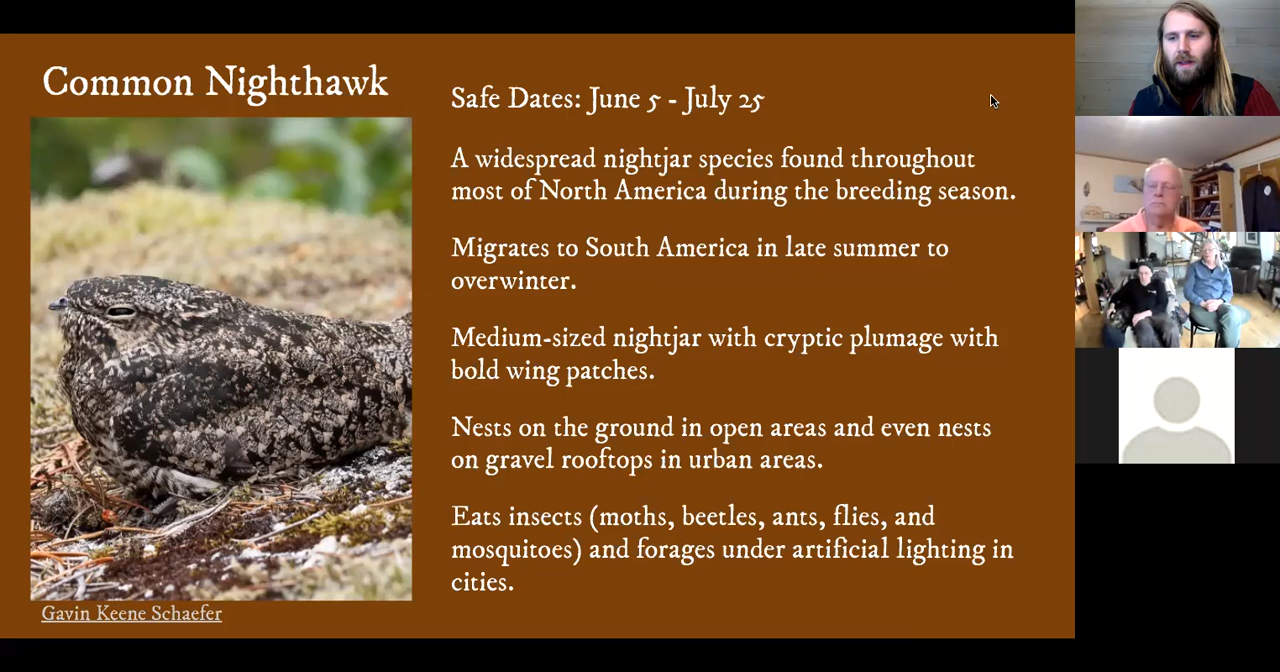 Common Nighthawk
Safe Dates: June 5 - July 25
A widespread nightjar species found throughout
most of North America during the breeding season.
Migrates to South America in late summer to
overwinter.
Medium-sized nightjar with cryptic plumage with
bold wing patches.
Nests on the ground in open areas and even nests
on gravel rooftops in urban areas.
Eats insects (moths, beetles, ants, flies, and
mosquitoes) and forages under artificial lighting in
cities.
Gavin Keene Schaefer